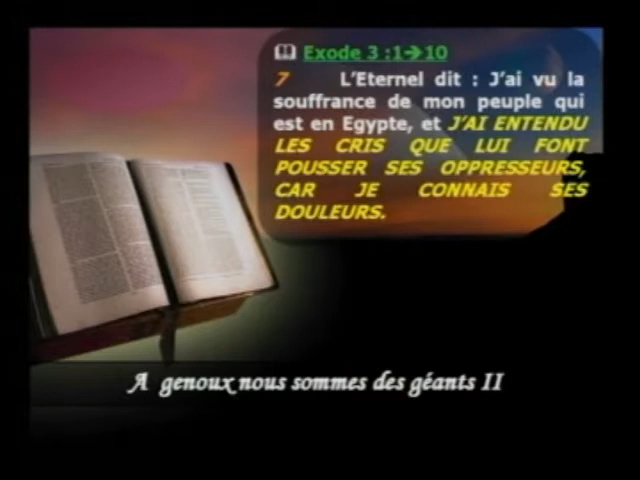 Exode 3 :1➔10
7 L'Eternel dit : J'ai vu la
souffrance de mon peuple qui
est en Egypte, et J'AI ENTENDU
LES CRIS QUE LUI FONT
POUSSER SES OPPRESSEURS,
CAR JE CONNAIS SES
DOULEURS.
A genoux nous sommes des géants II